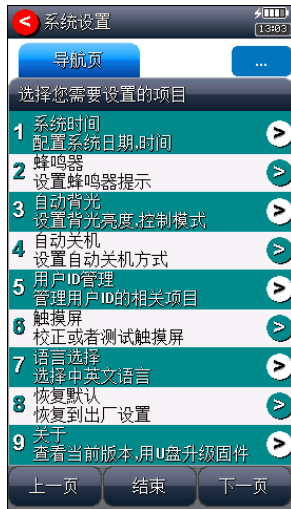 < 系统设置
13:03
导航页
...
选择您需要设置的项目
1 系统时间 >
配置系统日期,时间
2 蜂鸣器 >
设置蜂鸣器提示
3 自动背光 >
设置背光亮度,控制模式
4 自动关机 >
设置自动关机方式
5 用户ID管理 >
管理用户ID的相关项目
6 触摸屏 >
校正或者测试触摸屏
7 语言选择 >
选择中英文语言
8 恢复默认 >
恢复到出厂设置
9 关于 >
查看当前版本,用U盘升级固件
上一页 结束 下一页